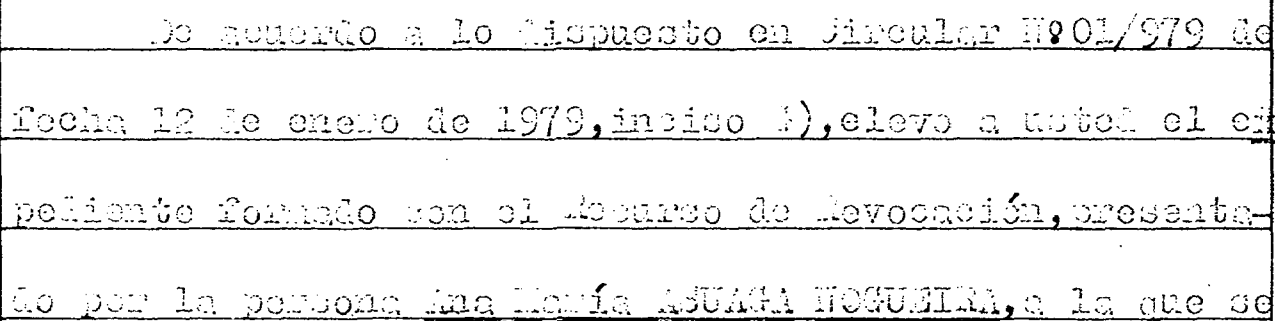 De acuerdo a lo dispuesto en Circular Nº01/979 de
fecha 12 de enero de 1979,inciso ),elevo a usted el ex
pediente formado con el Recurso de Revocación,presenta-
do por la persona Ana María ASUAGA NOGUEIRA,a la que se